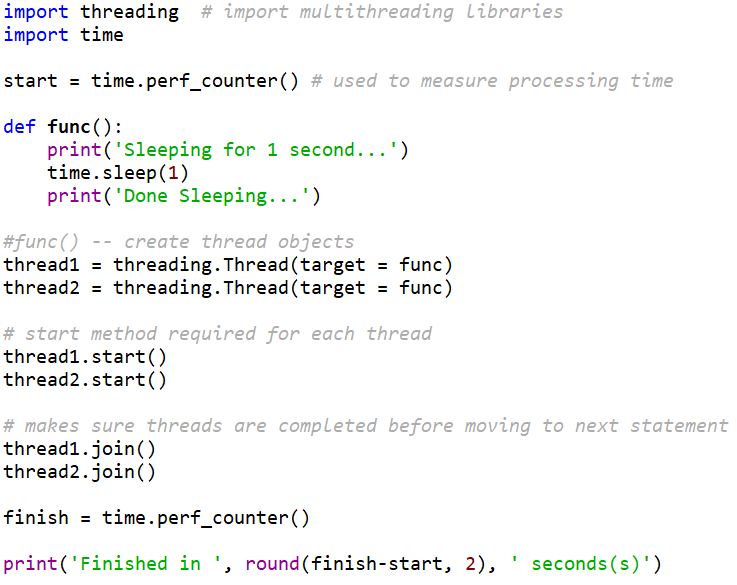 import threading  # import multithreading libraries
import time

start = time.perf_counter() # used to measure processing time

def func():
    print('Sleeping for 1 second...')
    time.sleep(1)
    print('Done Sleeping...')

#func() -- create thread objects
thread1 = threading.Thread(target = func)
thread2 = threading.Thread(target = func)

# start method required for each thread
thread1.start()
thread2.start()

# makes sure threads are completed before moving to next statement
thread1.join()
thread2.join()

finish = time.perf_counter()

print('Finished in ', round(finish-start, 2), ' seconds(s)')